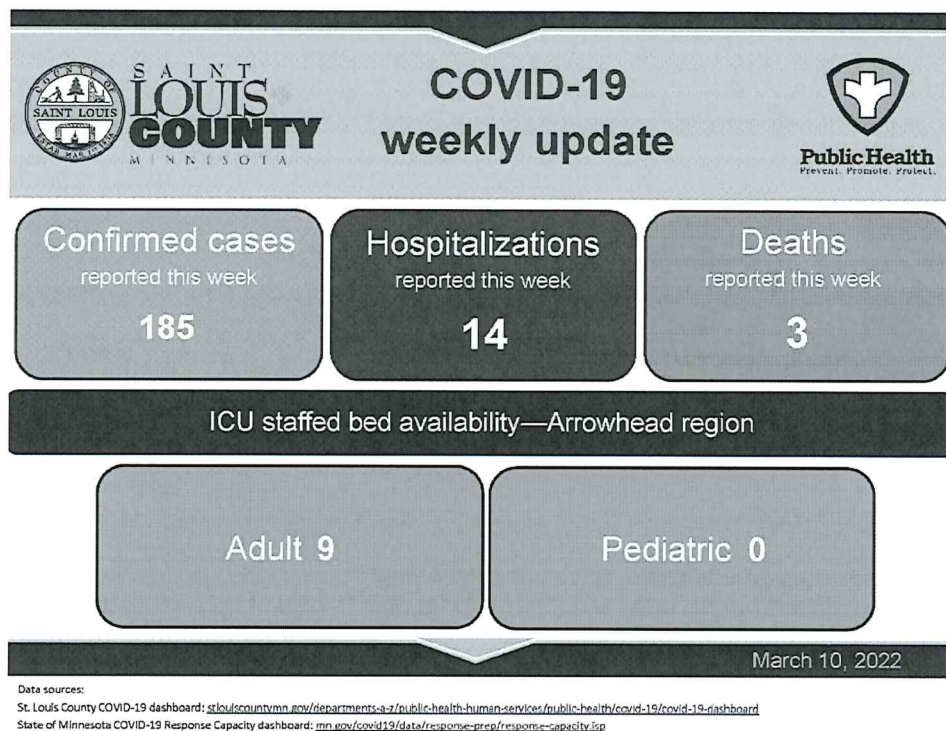 COUNTY OF
SAINT LOUIS
SAINT
LOUIS
COUNTY
MINNESOTA
COVID-19
weekly update
Public Health
Prevent. Promote. Protect.
Confirmed cases
reported this week
185
Hospitalizations
reported this week
14
Deaths
reported this week
3
ICU staffed bed availability—Arrowhead region
Adult 9
Pediatric 0
March 10, 2022
Data sources:
St. Louis County COVID-19 dashboard: stlouiscountymn.gov/departments-a-z/public-health-human-services/public-health/covid-19/covid-19-dashboard
State of Minnesota COVID-19 Response Capacity dashboard: mn.gov/covid19/data/response-prep/response-capacity.jsp